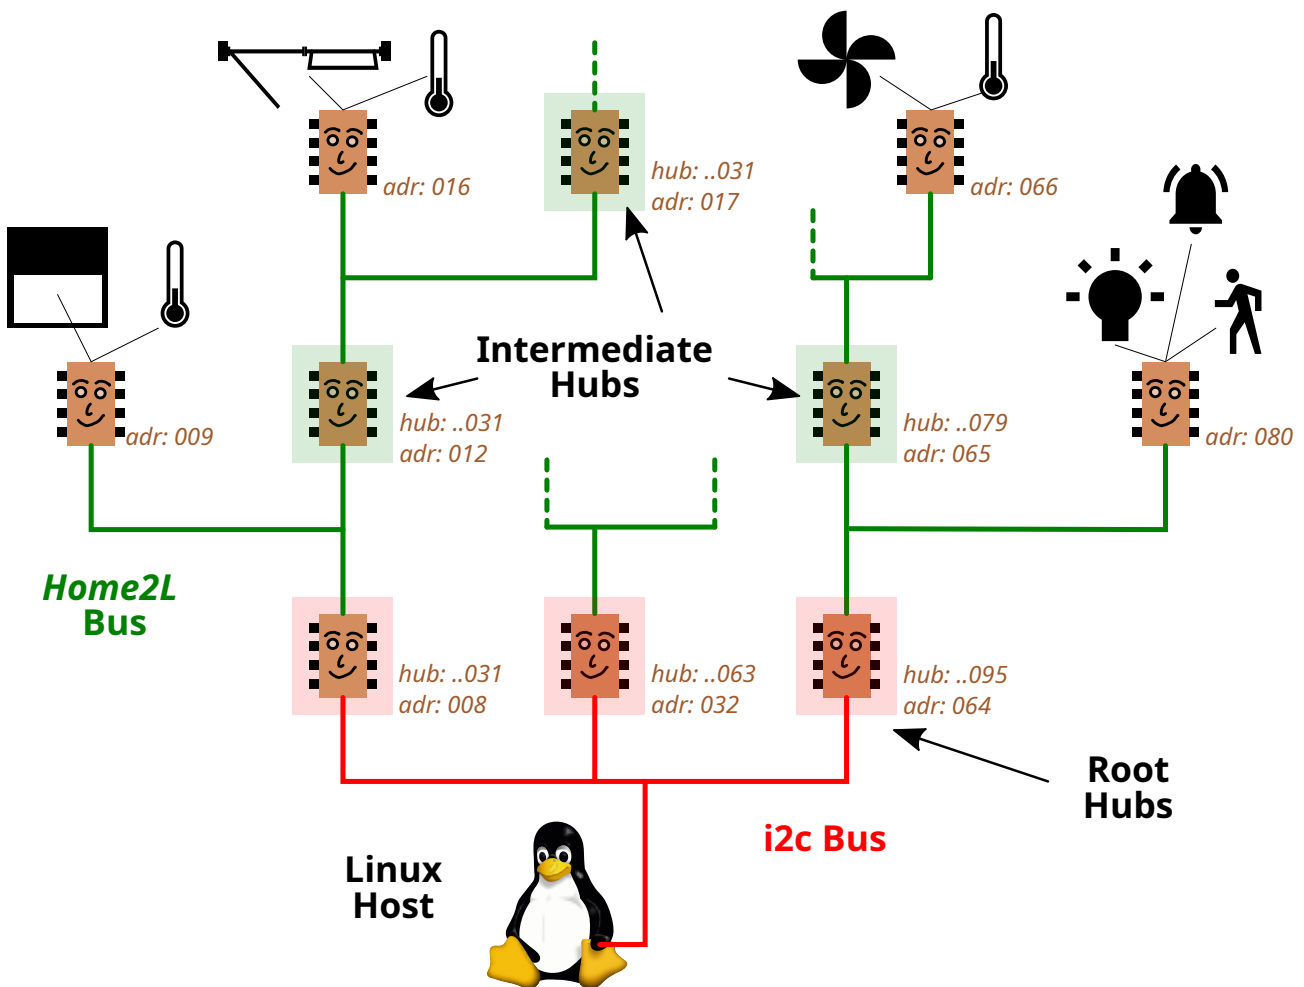 adr: 016
hub: ..031
adr: 017
adr: 066
Intermediate
Hubs
adr: 009
hub: ..031
adr: 012
hub: ..079
adr: 065
adr: 080
Home2L
Bus
hub: ..031
adr: 008
hub: ..063
adr: 032
hub: ..095
adr: 064
Root
Hubs
i2c Bus
Linux
Host